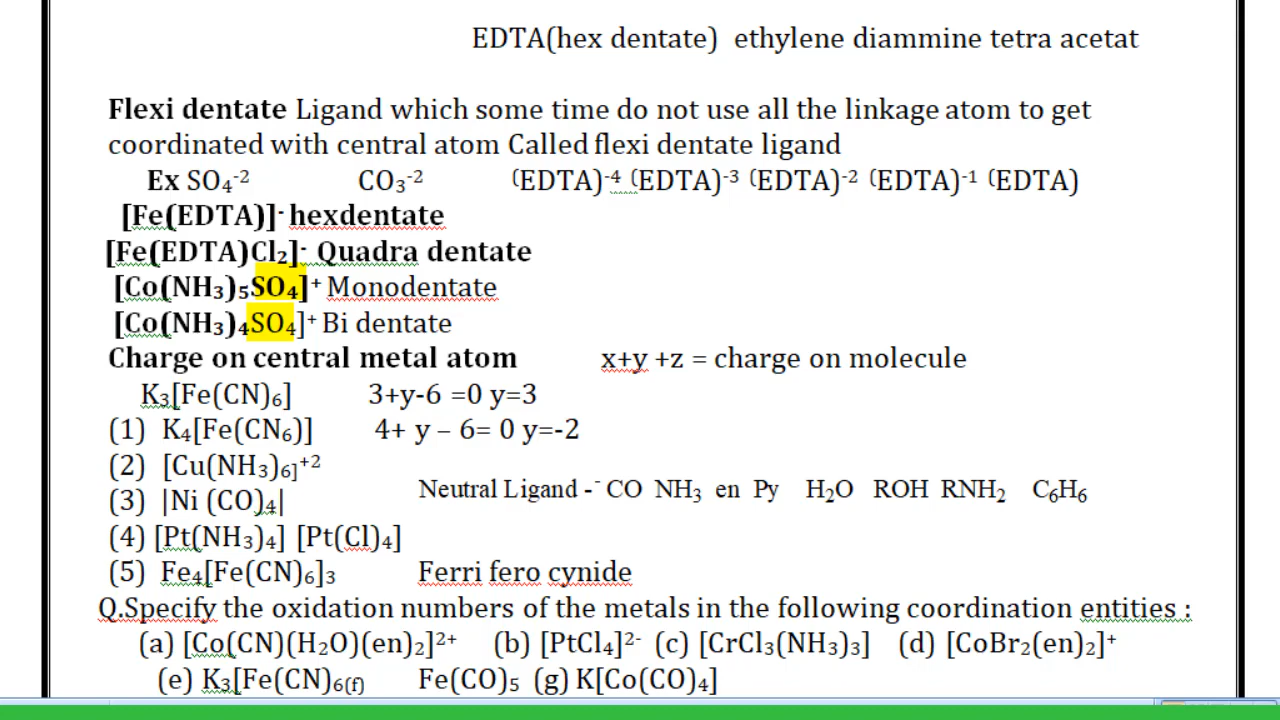 EDTA(hex dentate) ethylene diammine tetra acetat
Flexi dentate Ligand which some time do not use all the linkage atom to get
coordinated with central atom Called flexi dentate ligand
Ex SO₄⁻² CO₃⁻² (EDTA)⁻⁴ (EDTA)⁻³ (EDTA)⁻² (EDTA)⁻¹ (EDTA)
[Fe(EDTA)]⁻ hexdentate
[Fe(EDTA)Cl₂]⁻ Quadra dentate
[Co(NH₃)₅SO₄]⁺ Monodentate
[Co(NH₃)₄SO₄]⁺ Bi dentate
Charge on central metal atom x+y +z = charge on molecule
K₃[Fe(CN)₆] 3+y-6 =0 y=3
(1) K₄[Fe(CN₆)] 4+ y – 6= 0 y=-2
(2) [Cu(NH₃)₆]⁺²
(3) |Ni (CO)₄|
Neutral Ligand -⁻ CO NH₃ en Py H₂O ROH RNH₂ C₆H₆
(4) [Pt(NH₃)₄] [Pt(Cl)₄]
(5) Fe₄[Fe(CN)₆]₃ Ferri fero cynide
Q.Specify the oxidation numbers of the metals in the following coordination entities :
(a) [Co(CN)(H₂O)(en)₂]²⁺ (b) [PtCl₄]²⁻ (c) [CrCl₃(NH₃)₃] (d) [CoBr₂(en)₂]⁺
(e) K₃[Fe(CN)₆₍f₎ Fe(CO)₅ (g) K[Co(CO)₄]